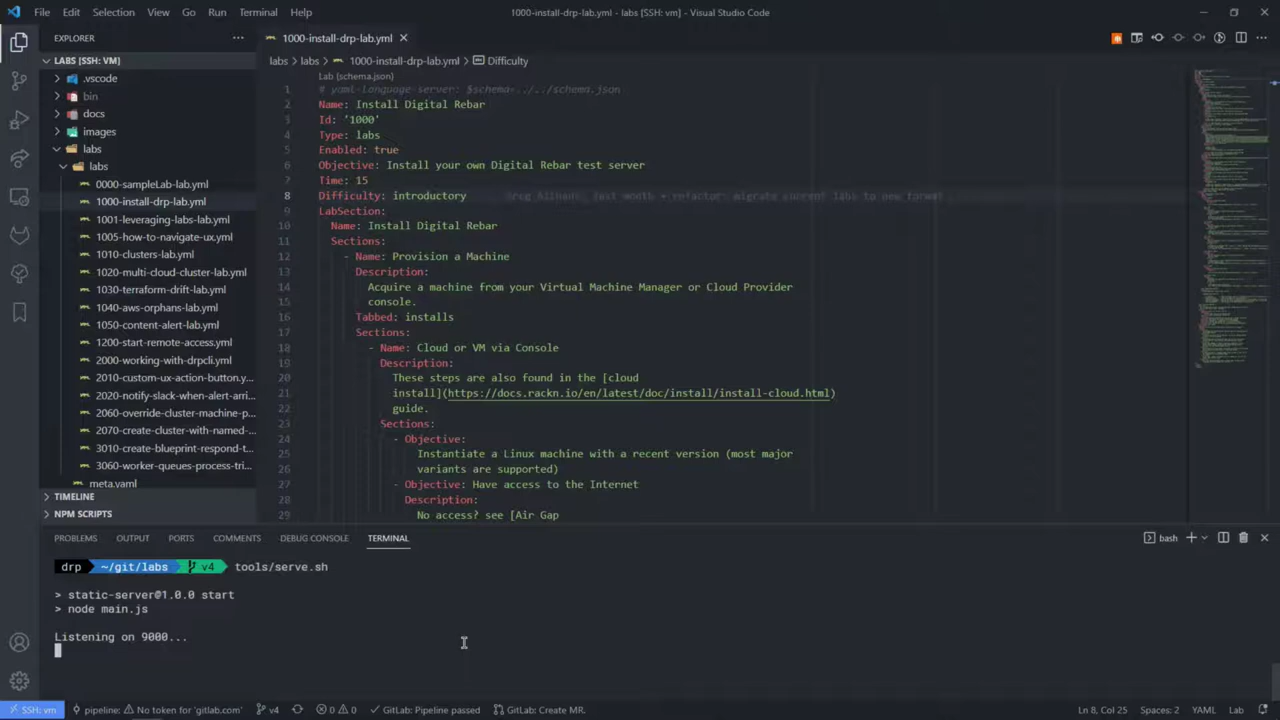 File Edit Selection View Go Run Terminal Help
1000-install-drp-lab.yml - labs [SSH: vm] - Visual Studio Code
EXPLORER
LABS [SSH: VM]
.vscode
bin
docs
images
labs
labs
0000-sampleLab-lab.yml
1000-install-drp-lab.yml
1001-leveraging-labs-lab.yml
1005-how-to-navigate-ux.yml
1010-clusters-lab.yml
1020-multi-cloud-cluster-lab.yml
1030-terraform-drift-lab.yml
1040-aws-orphans-lab.yml
1050-content-alert-lab.yml
1200-start-remote-access.yml
2000-working-with-drpcli.yml
2010-custom-ux-action-button.y...
2020-notify-slack-when-alert-arri...
2060-override-cluster-machine-p...
2070-create-cluster-with-named-...
3010-create-blueprint-respond-t...
3060-worker-queues-process-tri...
meta.yaml
TIMELINE
NPM SCRIPTS
1000-install-drp-lab.yml
labs > labs > 1000-install-drp-lab.yml > Difficulty
Lab (schema.json)
1 # yaml-language-server: $schema=../../schema.json
2 Name: Install Digital Rebar
3 Id: '1000'
4 Type: labs
5 Enabled: true
6 Objective: Install your own Digital Rebar test server
7 Time: 15
8 Difficulty: introductory last month • refactor: migrate current labs to new format
9 LabSection:
10 Name: Install Digital Rebar
11 Sections:
12 - Name: Provision a Machine
13 Description:
14 Acquire a machine from your Virtual Machine Manager or Cloud Provider
15 console.
16 Tabbed: installs
17 Sections:
18 - Name: Cloud or VM via Console
19 Description:
20 These steps are also found in the [cloud
21 install](https://docs.rackn.io/en/latest/doc/install/install-cloud.html)
22 guide.
23 Sections:
24 - Objective:
25 Instantiate a Linux machine with a recent version (most major
26 variants are supported)
27 - Objective: Have access to the Internet
28 Description:
29 No access? see [Air Gap
PROBLEMS OUTPUT PORTS COMMENTS DEBUG CONSOLE TERMINAL
bash
drp ~/git/labs v4 tools/serve.sh
> static-server@1.0.0 start
> node main.js
Listening on 9000...
SSH: vm pipeline: No token for 'gitlab.com' v4 0 0 GitLab: Pipeline passed GitLab: Create MR. Ln 8, Col 25 Spaces: 2 YAML Lab